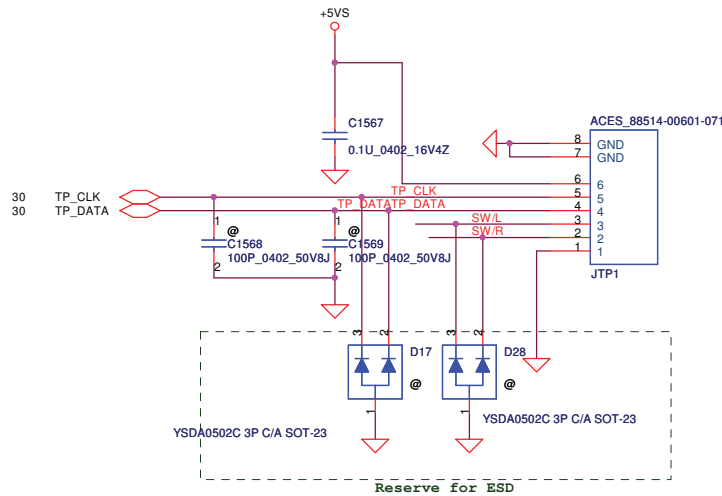 +5VS
C1567
0.1U_0402_16V4Z
ACES_88514-00601-071
8 GND
7 GND
6 6
5 5
4 4
3 3
2 2
1 1
JTP1
30 TP_CLK
30 TP_DATA
TP_CLK
TP_DATATP_DATA
SW/L
SW/R
1
@
C1568
100P_0402_50V8J
2
1
@
C1569
100P_0402_50V8J
2
3
2
D17
@
1
YSDA0502C 3P C/A SOT-23
3
2
D28
@
1
YSDA0502C 3P C/A SOT-23
Reserve for ESD